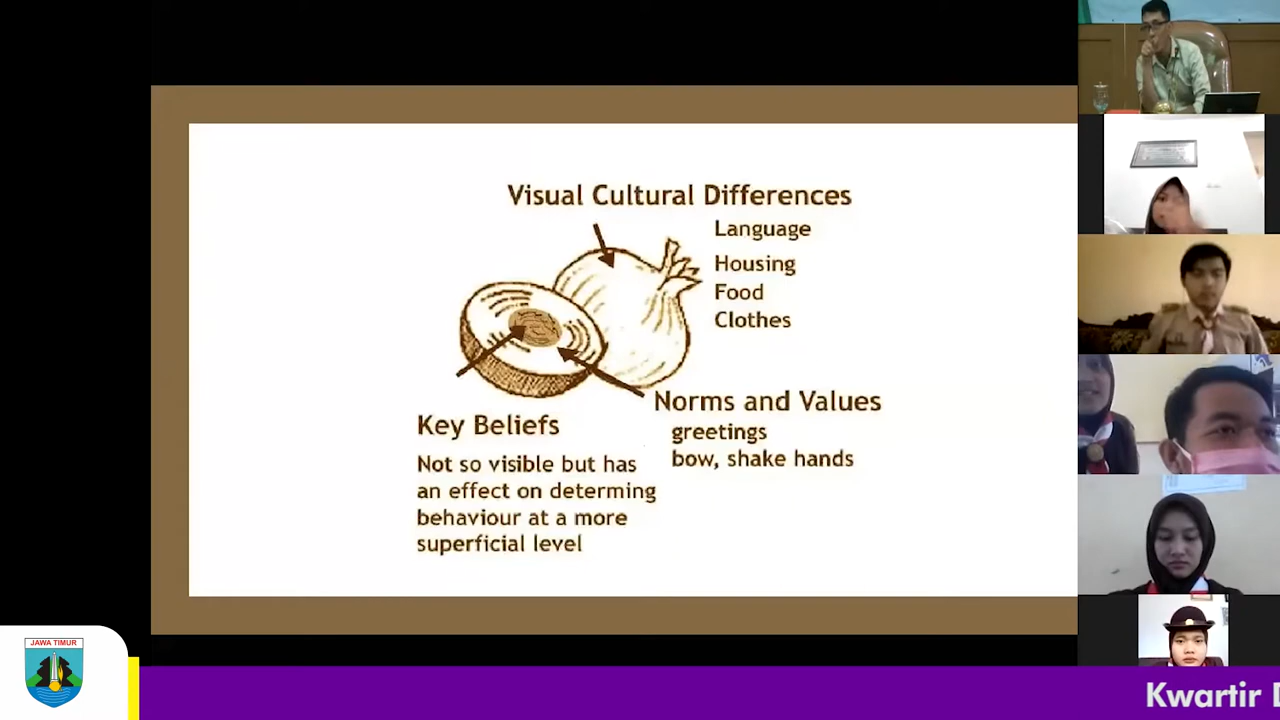 Visual Cultural Differences
Language
Housing
Food
Clothes
Norms and Values
greetings
bow, shake hands
Key Beliefs
Not so visible but has
an effect on determing
behaviour at a more
superficial level
JAWA TIMUR
Kwartir D